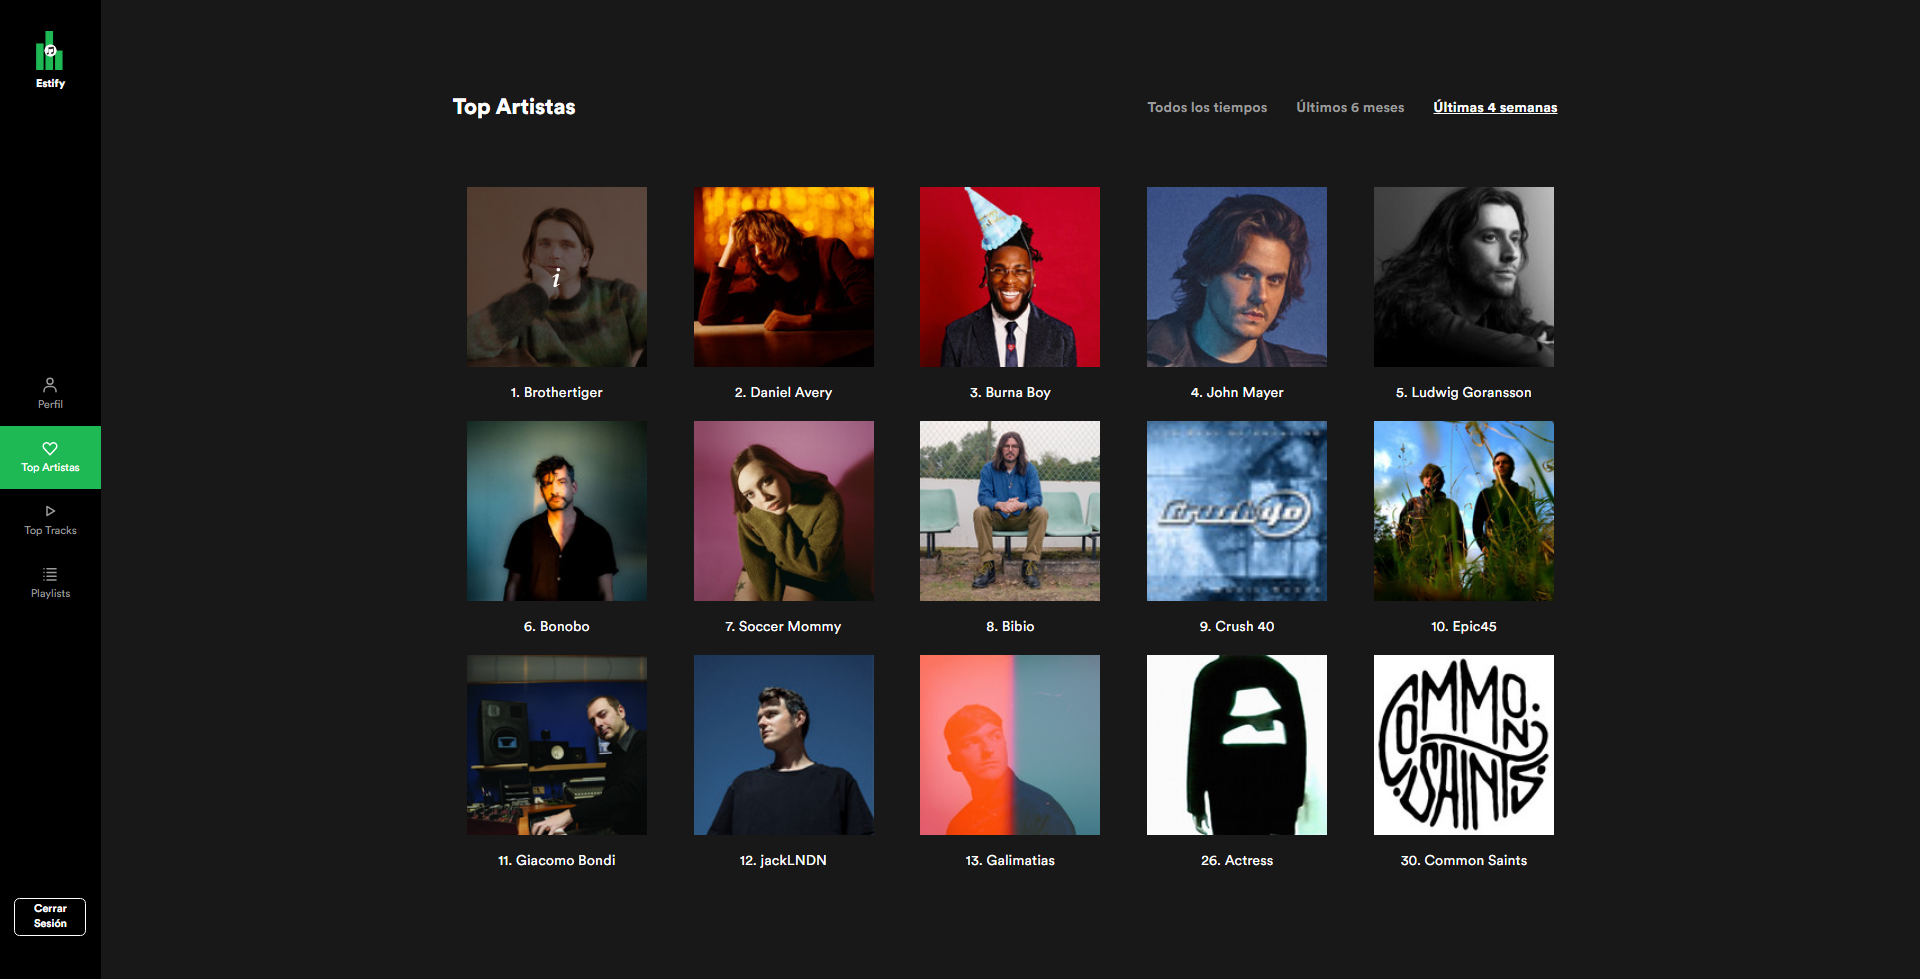 Estify
Top Artistas
Todos los tiempos
Últimos 6 meses
Últimas 4 semanas
i
1. Brothertiger
2. Daniel Avery
3. Burna Boy
4. John Mayer
5. Ludwig Goransson
Perfil
Top Artistas
Top Tracks
Playlists
Crush40
6. Bonobo
7. Soccer Mommy
8. Bibio
9. Crush 40
10. Epic45
COMMON
SAINTS
11. Giacomo Bondi
12. jackLNDN
13. Galimatias
26. Actress
30. Common Saints
Cerrar
Sesión